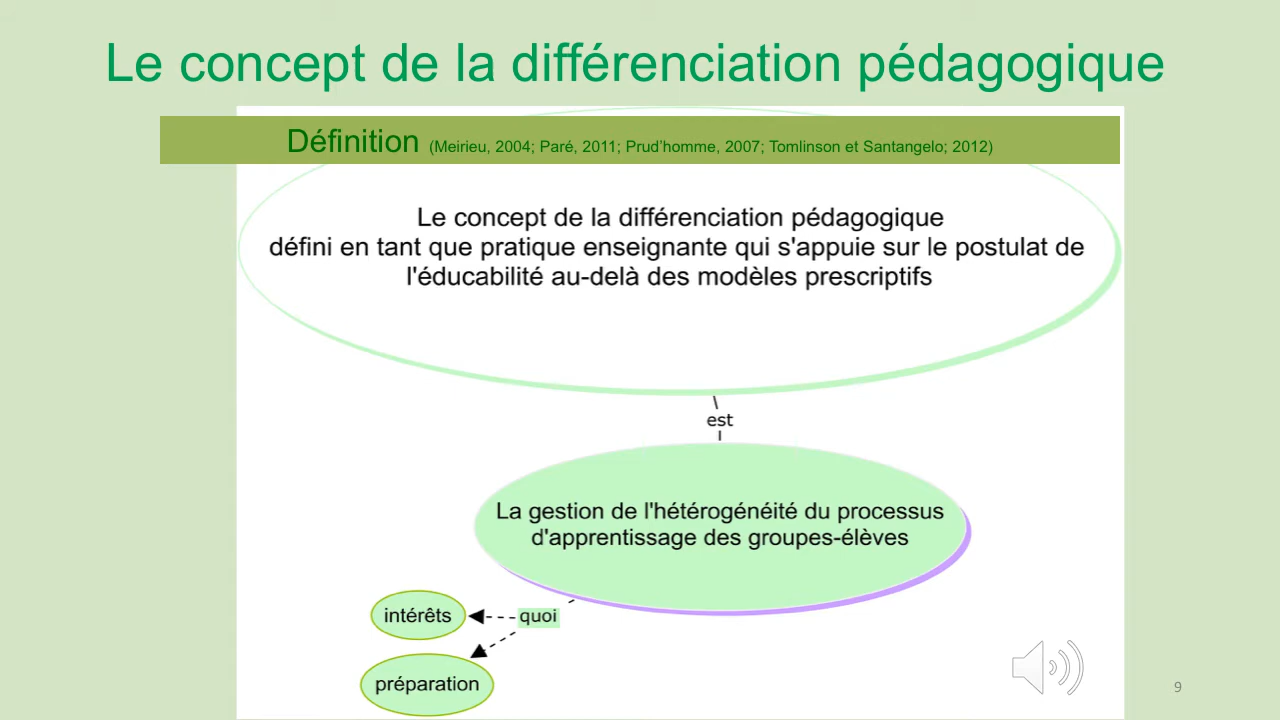 Le concept de la différenciation pédagogique
Définition (Meirieu, 2004; Paré, 2011; Prud’homme, 2007; Tomlinson et Santangelo; 2012)
Le concept de la différenciation pédagogique
défini en tant que pratique enseignante qui s'appuie sur le postulat de
l'éducabilité au-delà des modèles prescriptifs
est
La gestion de l'hétérogénéité du processus
d'apprentissage des groupes-élèves
intérêts
quoi
préparation
9